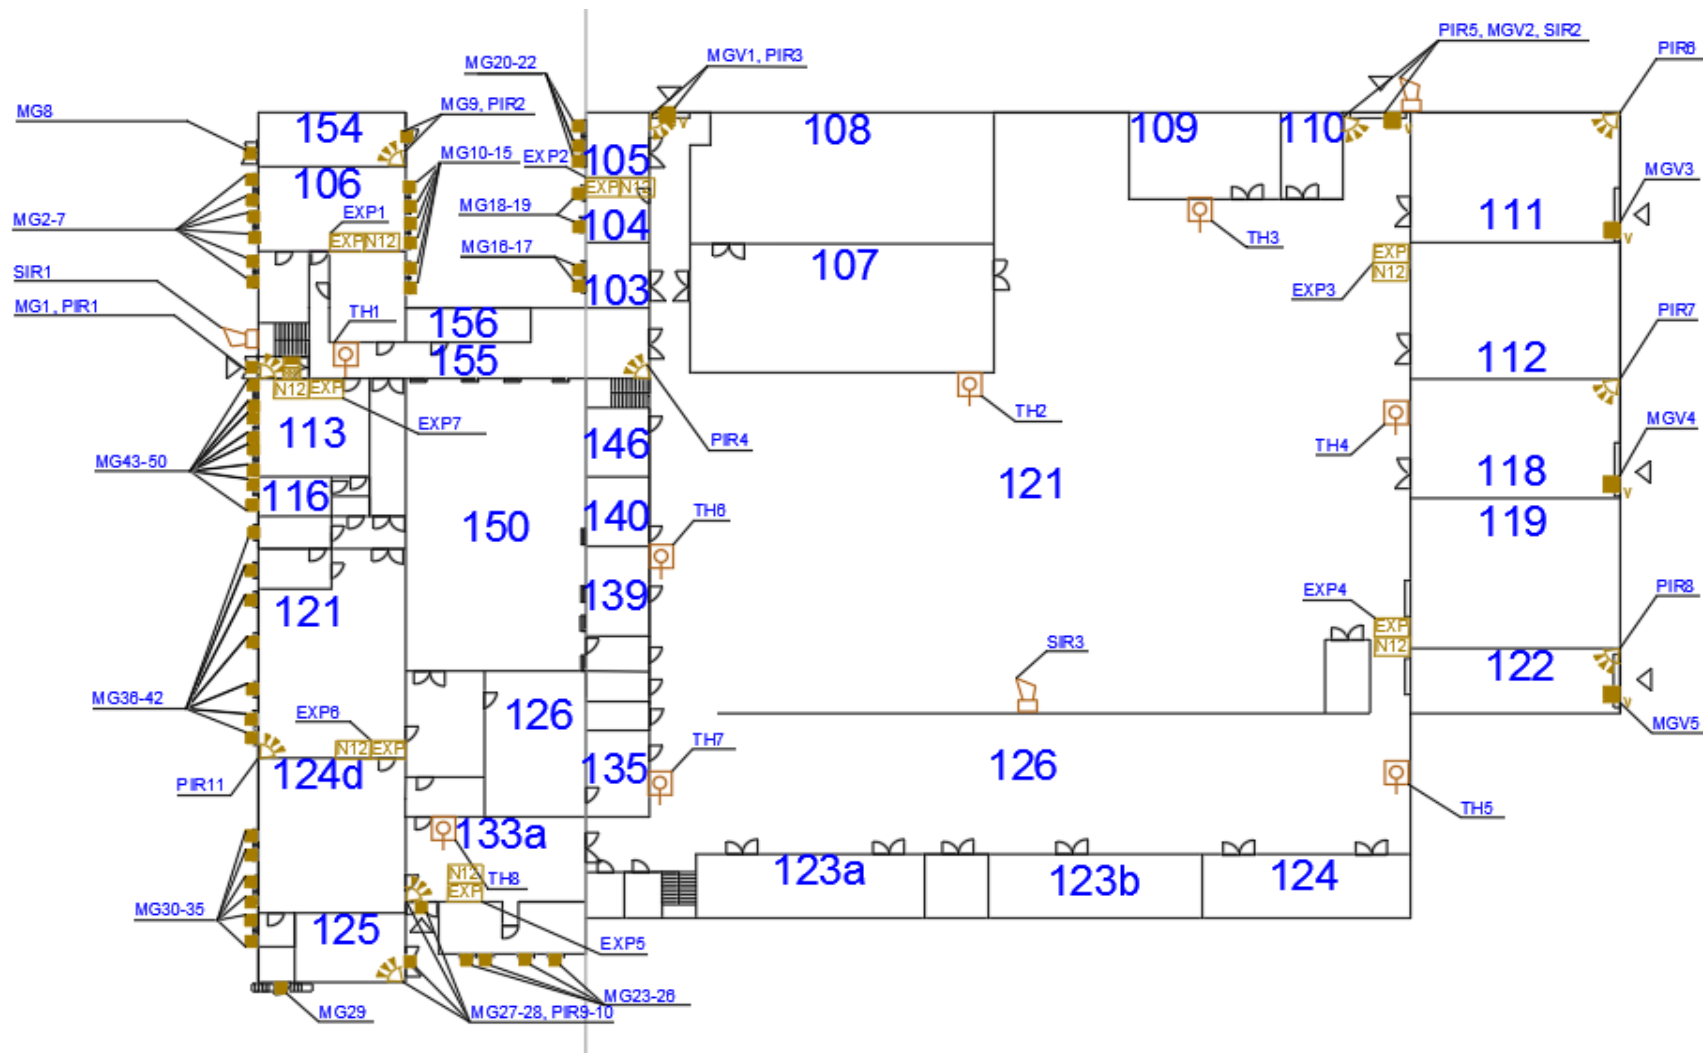 PIR5, MGV2, SIR2
PIR6
MGV1, PIR3
MG20-22
MG8
MG9, PIR2
154
108
109
110
105
MG10-15
EXP2
106
EXP N12
MGV3
MG18-19
MG2-7
EXP1
104
111
V
V
V
EXP N12
TH3
EXP
N12
107
MG16-17
SIR1
103
EXP3
MG1, PIR1
TH1
156
155
112
PIR7
N12 EXP
TH2
EXP7
113
PIR4
TH4
MGV4
146
MG43-50
116
121
118
V
150
140
TH6
119
139
121
EXP4
PIR8
EXP
N12
SIR3
122
MG36-42
EXP6
126
V
MGV5
N12 EXP
TH7
124d
135
126
PIR11
TH5
133a
N12
EXP
TH8
123a
123b
124
MG30-35
125
EXP5
MG23-26
MG29
MG27-28, PIR9-10